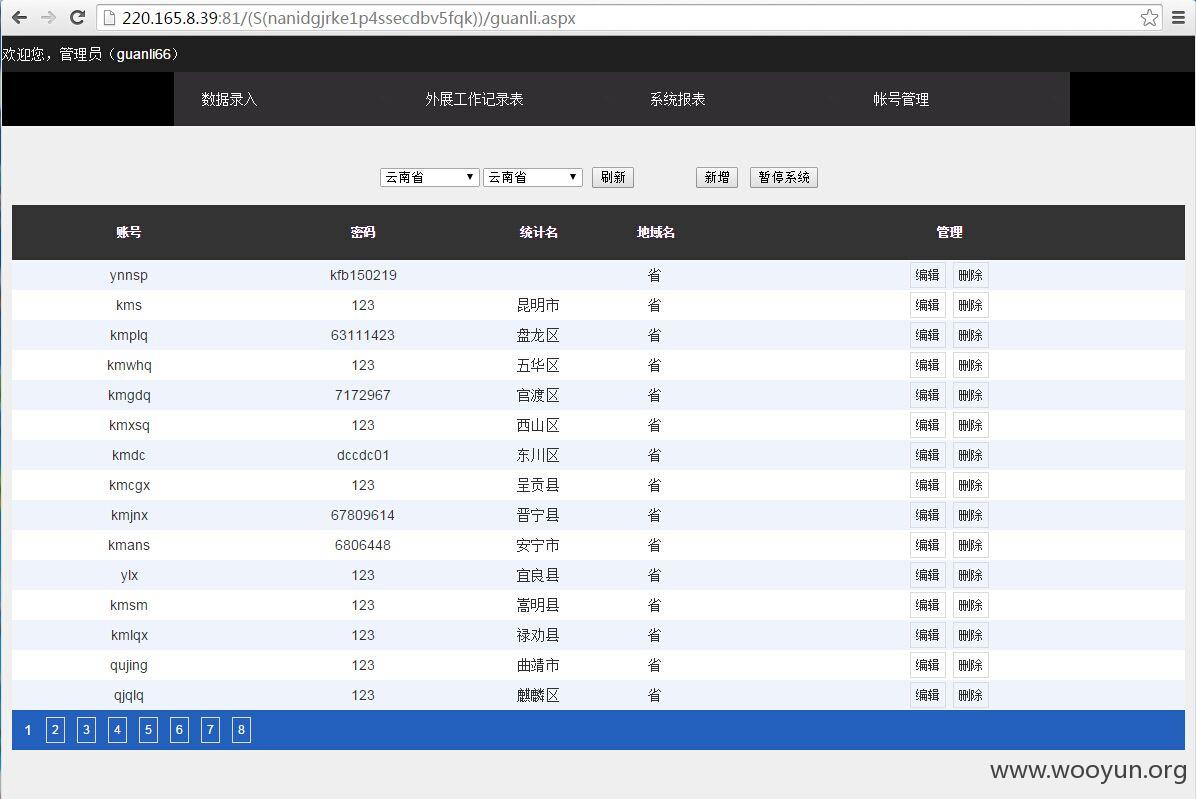 220.165.8.39:81/(S(nanidgjrke1p4ssecdbv5fqk))/guanli.aspx
欢迎您，管理员（guanli66）
数据录入 外展工作记录表 系统报表 帐号管理
云南省 云南省 刷新 新增 暂停系统
账号 密码 统计名 地域名 管理
ynnsp kfb150219 省 编辑 删除
kms 123 昆明市 省 编辑 删除
kmplq 63111423 盘龙区 省 编辑 删除
kmwhq 123 五华区 省 编辑 删除
kmgdq 7172967 官渡区 省 编辑 删除
kmxsq 123 西山区 省 编辑 删除
kmdc dccdc01 东川区 省 编辑 删除
kmcgx 123 呈贡县 省 编辑 删除
kmjnx 67809614 晋宁县 省 编辑 删除
kmans 6806448 安宁市 省 编辑 删除
ylx 123 宜良县 省 编辑 删除
kmsm 123 嵩明县 省 编辑 删除
kmlqx 123 禄劝县 省 编辑 删除
qujing 123 曲靖市 省 编辑 删除
qjqlq 123 麒麟区 省 编辑 删除
1 2 3 4 5 6 7 8
www.wooyun.org